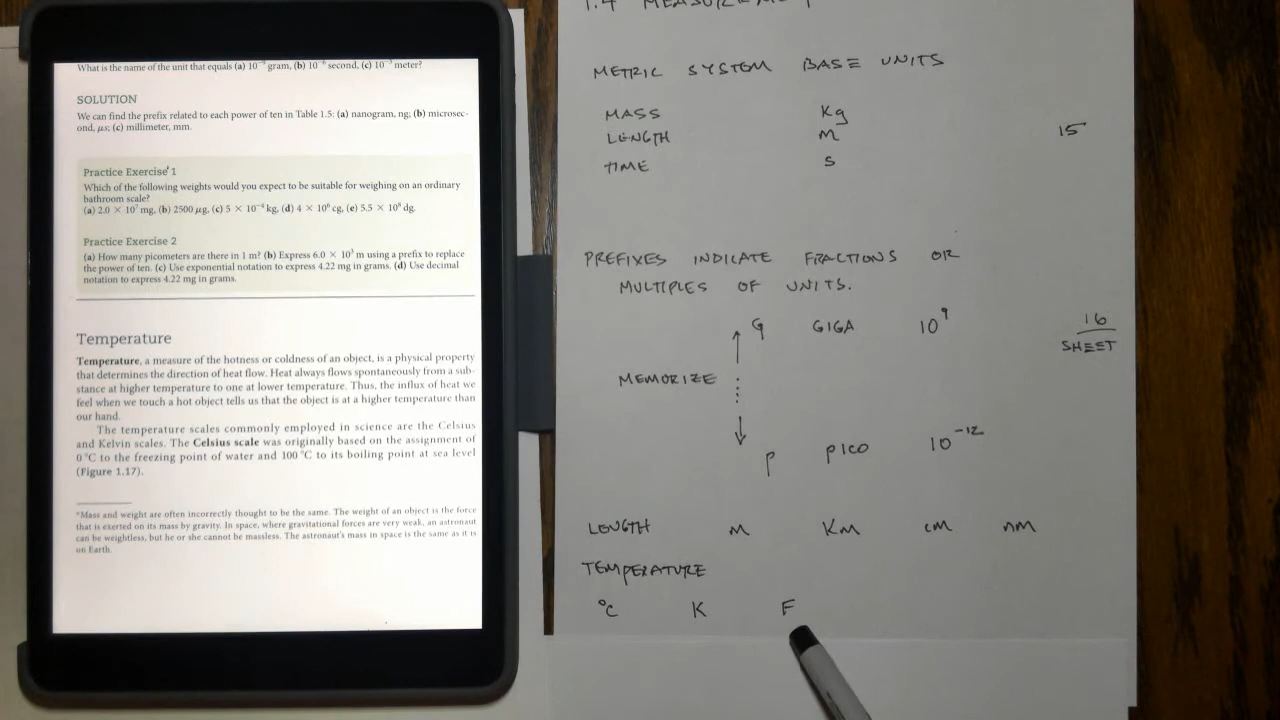 What is the name of the unit that equals (a) 10 gram, (b) 10⁻⁶ second, (c) 10⁻³ meter?
SOLUTION
We can find the prefix related to each power of ten in Table 1.5: (a) nanogram, ng; (b) microsec-
ond, μs; (c) millimeter, mm.
Practice Exercise 1
Which of the following weights would you expect to be suitable for weighing on an ordinary
bathroom scale?
(a) 2.0 × 10⁷ mg, (b) 2500 μg, (c) 5 × 10⁻⁴ kg, (d) 4 × 10⁶ cg, (e) 5.5 × 10⁸ dg.
Practice Exercise 2
(a) How many picometers are there in 1 m? (b) Express 6.0 × 10³ m using a prefix to replace
the power of ten. (c) Use exponential notation to express 4.22 mg in grams. (d) Use decimal
notation to express 4.22 mg in grams.
Temperature
Temperature, a measure of the hotness or coldness of an object, is a physical property
that determines the direction of heat flow. Heat always flows spontaneously from a sub-
stance at higher temperature to one at lower temperature. Thus, the influx of heat we
feel when we touch a hot object tells us that the object is at a higher temperature than
our hand.
The temperature scales commonly employed in science are the Celsius
and Kelvin scales. The Celsius scale was originally based on the assignment of
0 °C to the freezing point of water and 100 °C to its boiling point at sea level
(Figure 1.17).
*Mass and weight are often incorrectly thought to be the same. The weight of an object is the force
that is exerted on its mass by gravity. In space, where gravitational forces are very weak, an astronaut
can be weightless, but he or she cannot be massless. The astronaut's mass in space is the same as it is
on Earth.
1.4 MEASUREMENT
METRIC SYSTEM BASE UNITS
MASS Kg
LENGTH M 15
TIME S
PREFIXES INDICATE FRACTIONS OR
MULTIPLES OF UNITS.
G GIGA 10⁹ 16
SHEET
MEMORIZE
p pico 10⁻¹²
LENGTH M Km cm nm
TEMPERATURE
°C K F